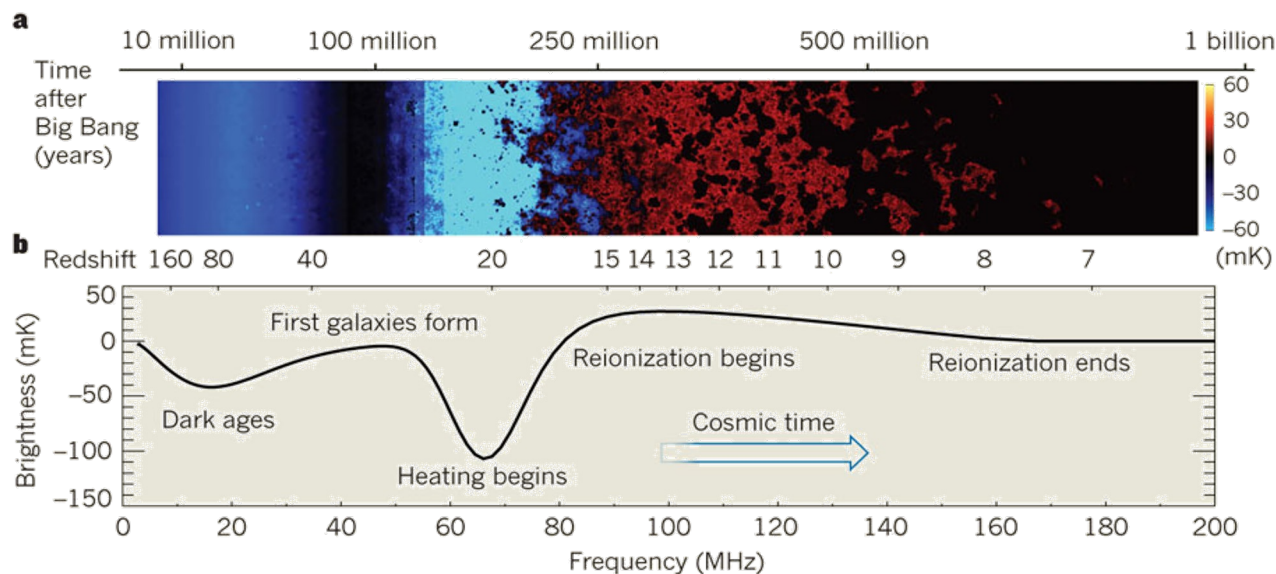 a
10 million 100 million 250 million 500 million 1 billion
Time
after
Big Bang
(years)
60
30
0
−30
−60
(mK)
b
Redshift 160 80 40 20 15 14 13 12 11 10 9 8 7
Brightness (mK)
50
0
−50
−100
−150
First galaxies form
Reionization begins
Reionization ends
Dark ages
Cosmic time
Heating begins
0 20 40 60 80 100 120 140 160 180 200
Frequency (MHz)